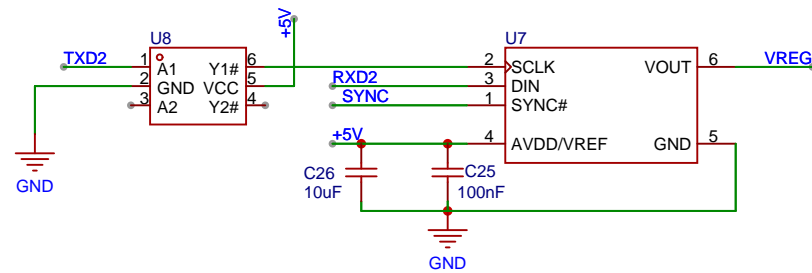 +5V
U8
U7
TXD2
1
A1
Y1#
6
2
SCLK
VOUT
6
VREG
2
GND
VCC
5
RXD2
3
DIN
3
A2
Y2#
4
SYNC
1
SYNC#
+5V
4
AVDD/VREF
GND
5
GND
C26
10uF
C25
100nF
GND